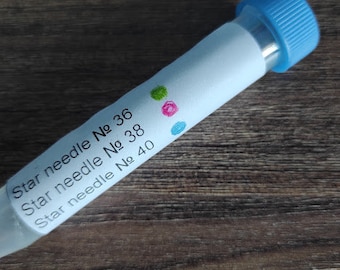 Star needle № 36
Star needle № 38
Star needle № 40